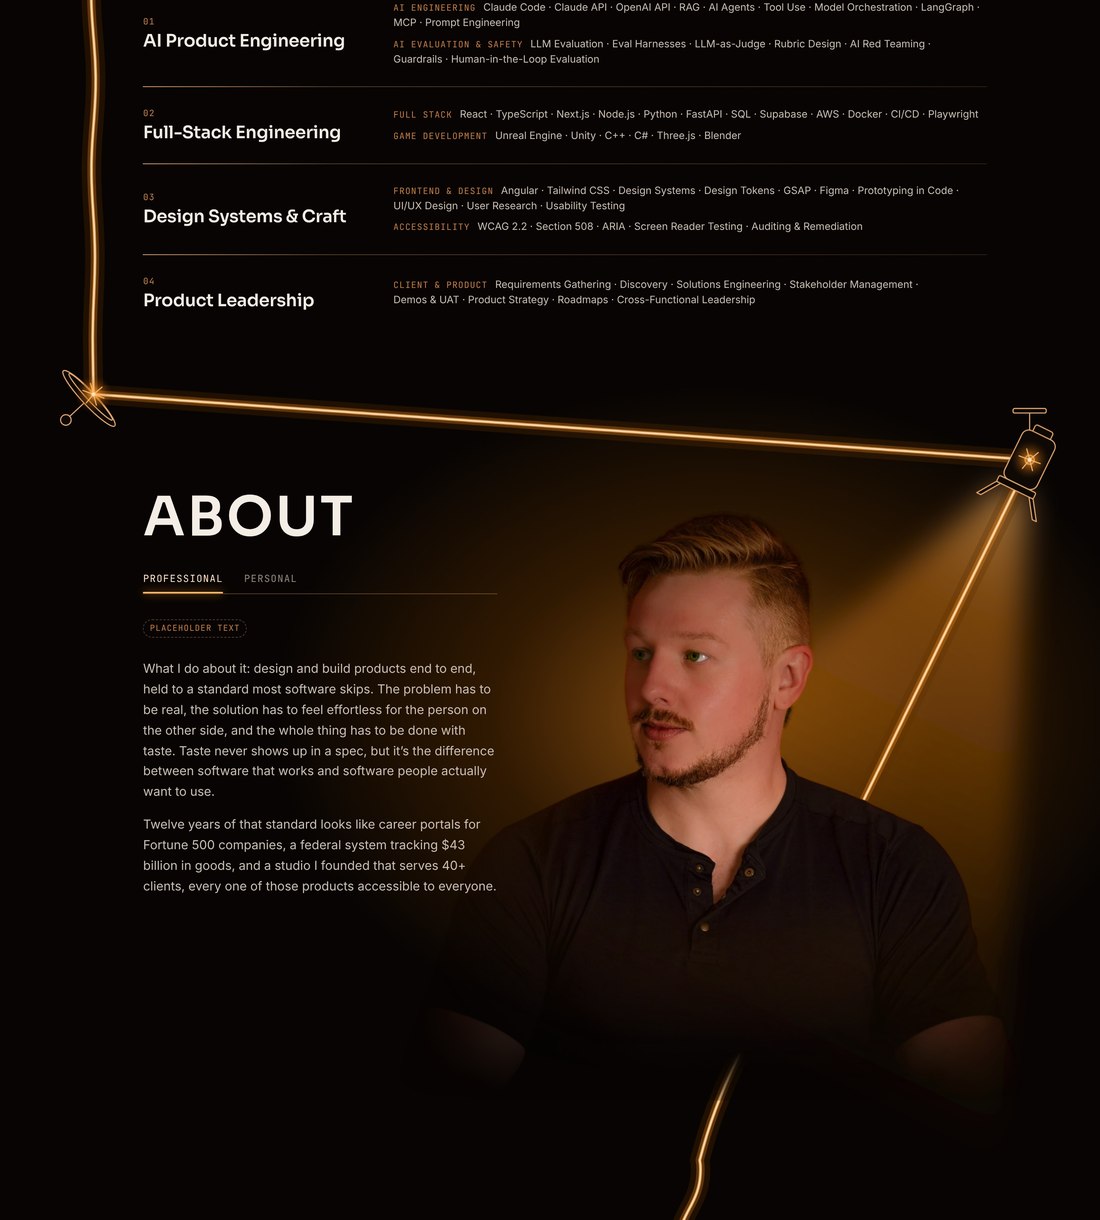 AI ENGINEERING Claude Code · Claude API · OpenAI API · RAG · AI Agents · Tool Use · Model Orchestration · LangGraph ·
MCP · Prompt Engineering
01
AI Product Engineering
AI EVALUATION & SAFETY LLM Evaluation · Eval Harnesses · LLM-as-Judge · Rubric Design · AI Red Teaming ·
Guardrails · Human-in-the-Loop Evaluation
02
Full-Stack Engineering
FULL STACK React · TypeScript · Next.js · Node.js · Python · FastAPI · SQL · Supabase · AWS · Docker · CI/CD · Playwright
GAME DEVELOPMENT Unreal Engine · Unity · C++ · C# · Three.js · Blender
03
Design Systems & Craft
FRONTEND & DESIGN Angular · Tailwind CSS · Design Systems · Design Tokens · GSAP · Figma · Prototyping in Code ·
UI/UX Design · User Research · Usability Testing
ACCESSIBILITY WCAG 2.2 · Section 508 · ARIA · Screen Reader Testing · Auditing & Remediation
04
Product Leadership
CLIENT & PRODUCT Requirements Gathering · Discovery · Solutions Engineering · Stakeholder Management ·
Demos & UAT · Product Strategy · Roadmaps · Cross-Functional Leadership
ABOUT
PROFESSIONAL PERSONAL
PLACEHOLDER TEXT
What I do about it: design and build products end to end,
held to a standard most software skips. The problem has to
be real, the solution has to feel effortless for the person on
the other side, and the whole thing has to be done with
taste. Taste never shows up in a spec, but it's the difference
between software that works and software people actually
want to use.
Twelve years of that standard looks like career portals for
Fortune 500 companies, a federal system tracking $43
billion in goods, and a studio I founded that serves 40+
clients, every one of those products accessible to everyone.